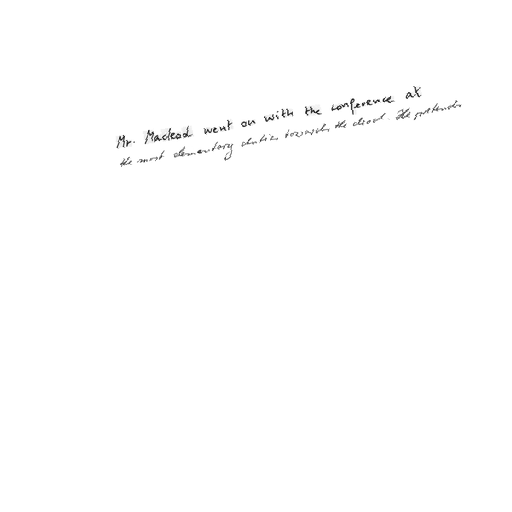 Mr. Macleod went on with the conference at
the most elementary duties towards the dead. He pretends